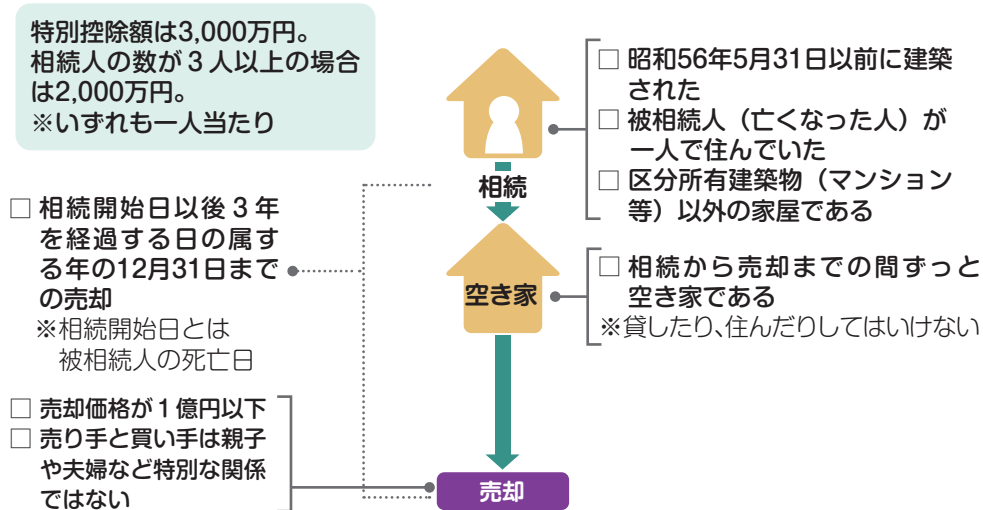 特別控除額は3,000万円。
相続人の数が３人以上の場合
は2,000万円。
※いずれも一人当たり
□ 昭和56年5月31日以前に建築
された
□ 被相続人（亡くなった人）が
一人で住んでいた
□ 区分所有建築物（マンション
等）以外の家屋である
相続
□ 相続開始日以後３年
を経過する日の属す
る年の12月31日まで
の売却
※相続開始日とは
被相続人の死亡日
空き家
□ 相続から売却までの間ずっと
空き家である
※貸したり、住んだりしてはいけない
□ 売却価格が１億円以下
□ 売り手と買い手は親子
や夫婦など特別な関係
ではない
売却